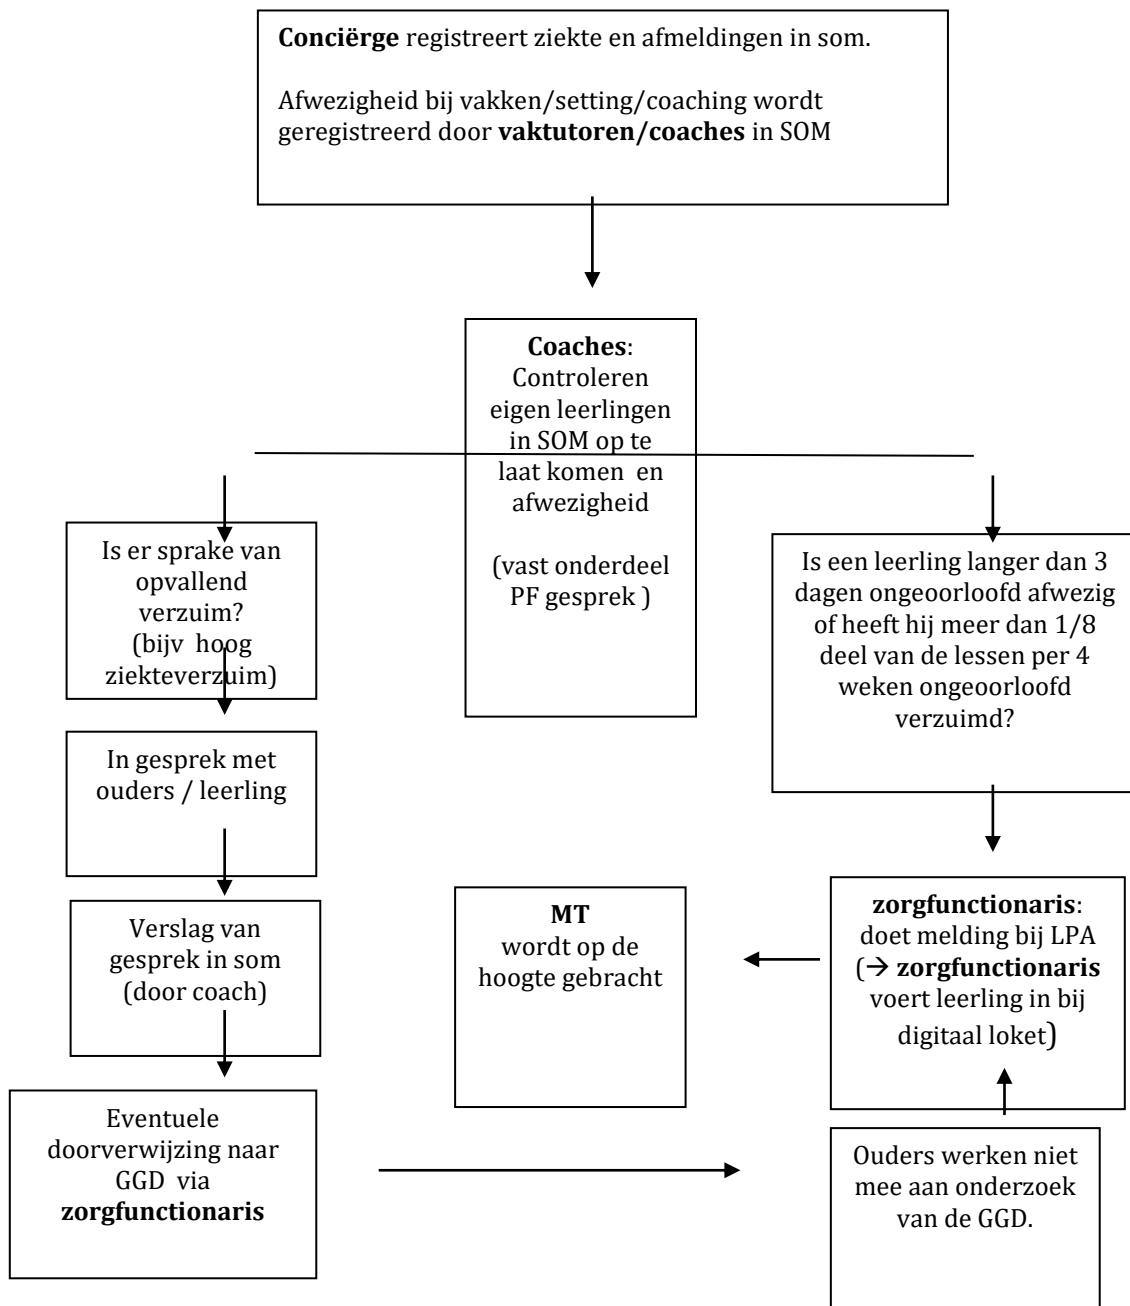 Conciërge registreert ziekte en afmeldingen in som.
Afwezigheid bij vakken/setting/coaching wordt
geregistreerd door vaktutoren/coaches in SOM
Coaches:
Controleren
eigen leerlingen
in SOM op te
laat komen en
afwezigheid
(vast onderdeel
PF gesprek )
Is er sprake van
opvallend
verzuim?
(bijv hoog
ziekteverzuim)
Is een leerling langer dan 3
dagen ongeoorloofd afwezig
of heeft hij meer dan 1/8
deel van de lessen per 4
weken ongeoorloofd
verzuimd?
In gesprek met
ouders / leerling
Verslag van
gesprek in som
(door coach)
MT
wordt op de
hoogte gebracht
zorgfunctionaris:
doet melding bij LPA
(→ zorgfunctionaris
voert leerling in bij
digitaal loket)
Eventuele
doorverwijzing naar
GGD via
zorgfunctionaris
Ouders werken niet
mee aan onderzoek
van de GGD.